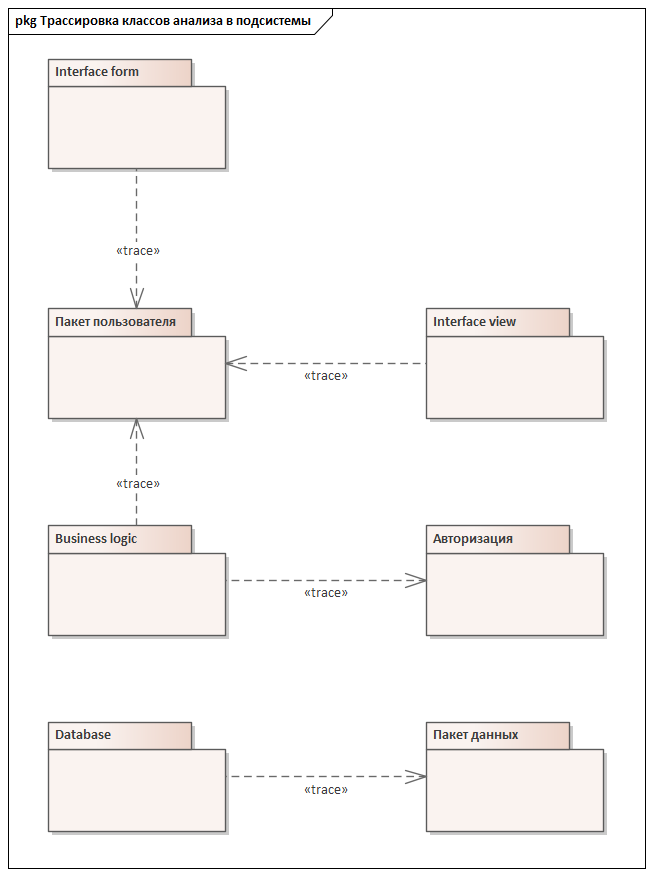 pkg Трассировка классов анализа в подсистемы
Interface form
«trace»
Пакет пользователя
Interface view
«trace»
«trace»
Business logic
Авторизация
«trace»
Database
Пакет данных
«trace»